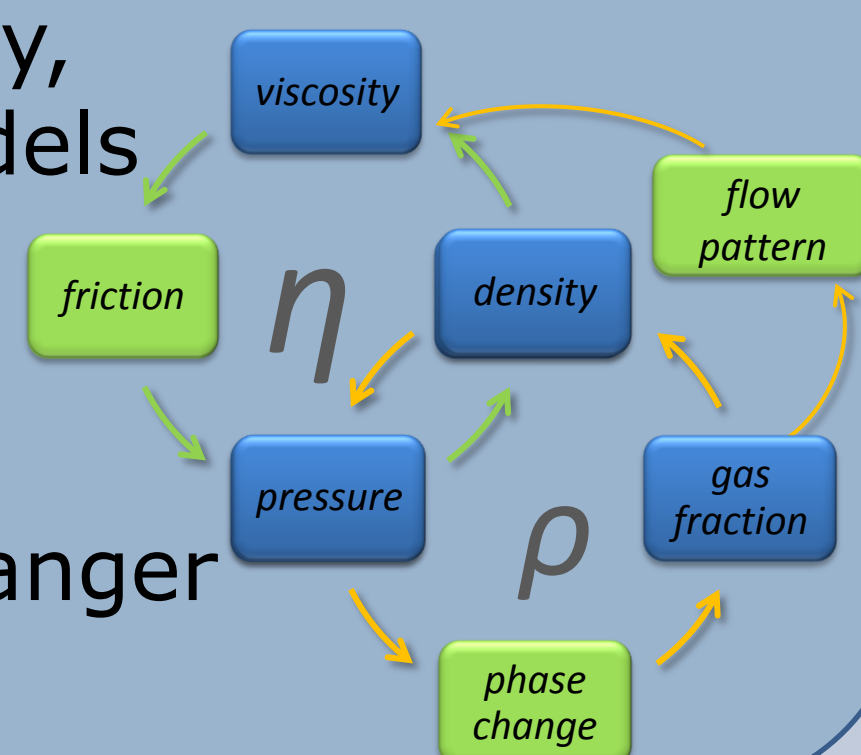 y,
dels
viscosity
flow
pattern
friction
η
density
pressure
gas
fraction
anger
ρ
phase
change